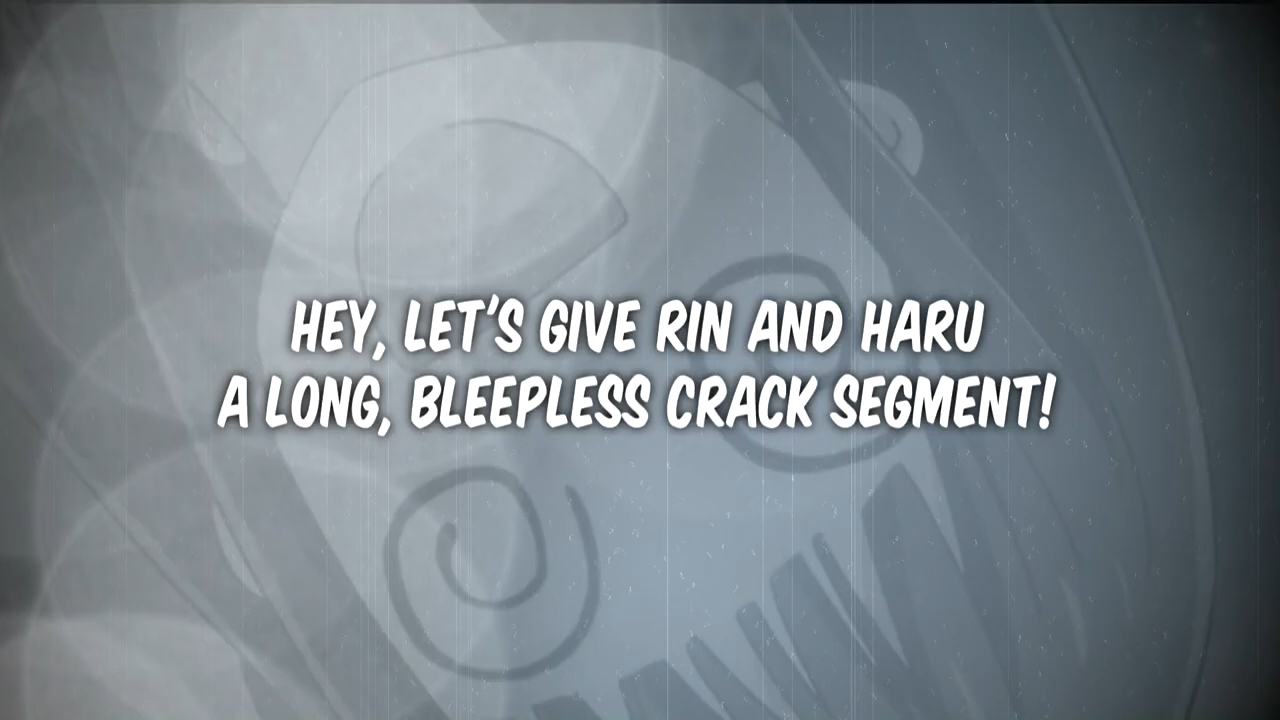 HEY, LET'S GIVE RIN AND HARU
A LONG, BLEEPLESS CRACK SEGMENT!